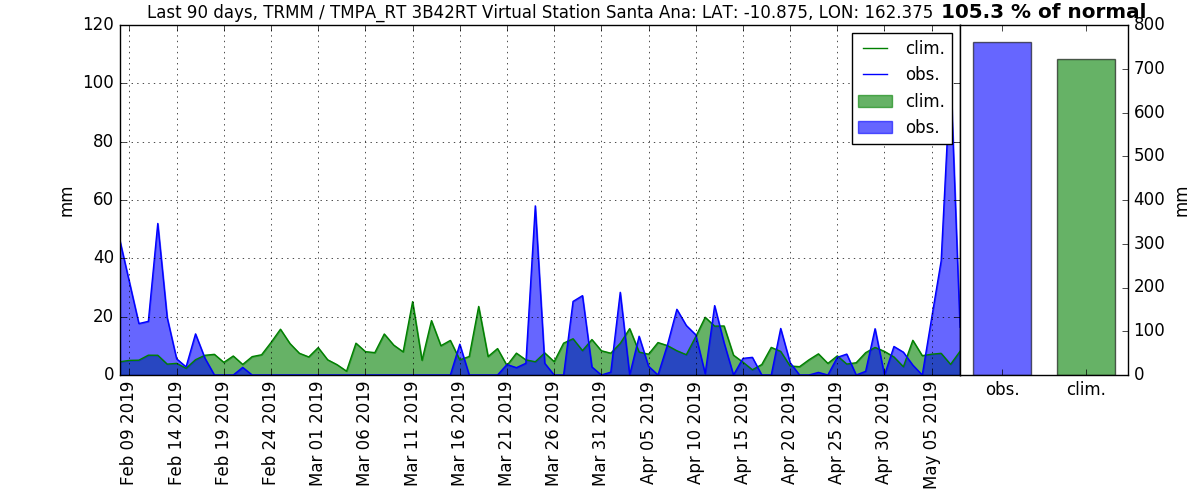 Last 90 days, TRMM / TMPA_RT 3B42RT Virtual Station Santa Ana: LAT: -10.875, LON: 162.375 105.3 % of normal
120
100
80
60
40
20
0
mm
clim.
obs.
clim.
obs.
800
700
600
500
400
300
200
100
0
mm
obs. clim.
Feb 09 2019
Feb 14 2019
Feb 19 2019
Feb 24 2019
Mar 01 2019
Mar 06 2019
Mar 11 2019
Mar 16 2019
Mar 21 2019
Mar 26 2019
Mar 31 2019
Apr 05 2019
Apr 10 2019
Apr 15 2019
Apr 20 2019
Apr 25 2019
Apr 30 2019
May 05 2019